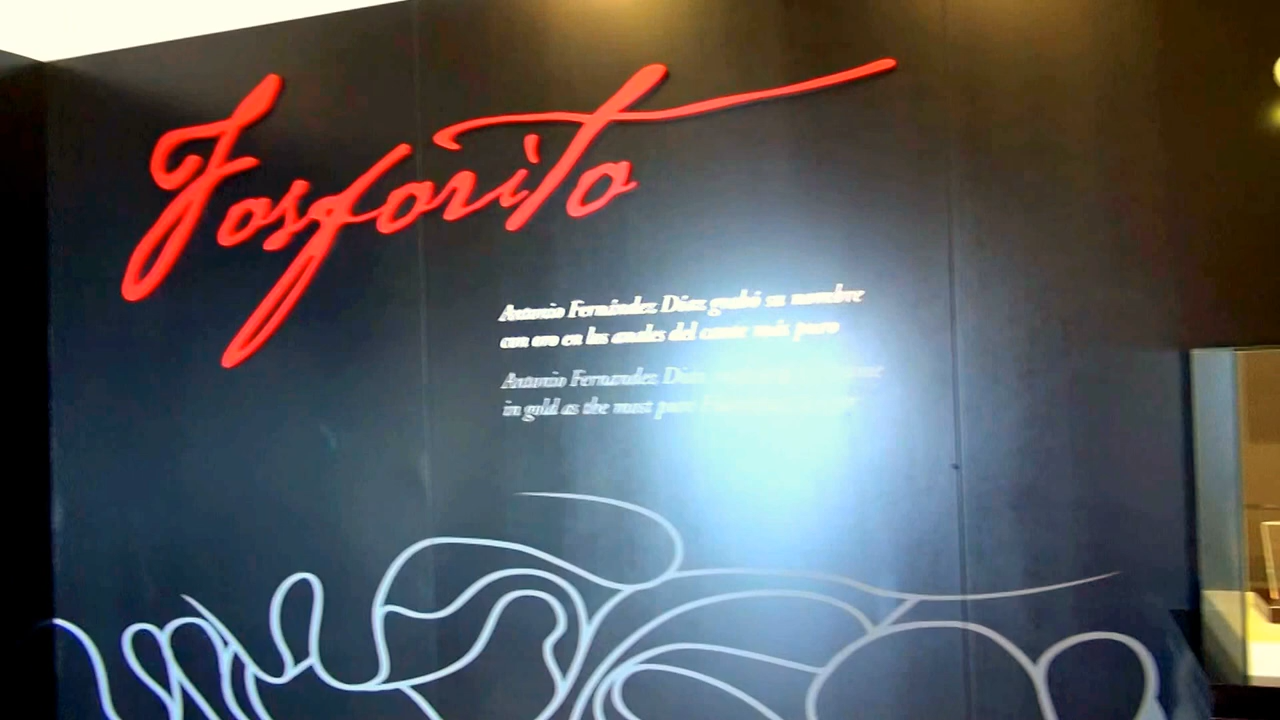 Fosforito
Antonio Fernández Díaz grabó su nombre
con oro en los anales del cante más puro
Antonio Fernandez Díaz
in gold as the most pure